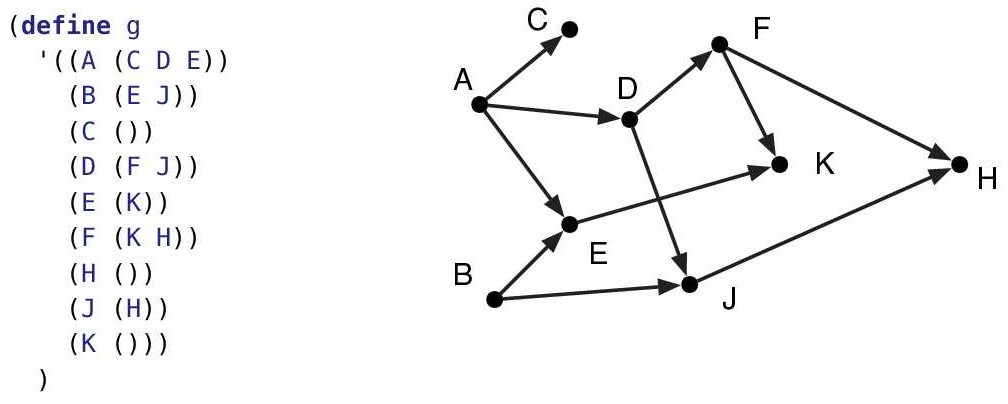 (define g
'((A (C D E))
(B (E J))
(C ())
(D (F J))
(E (K))
(F (K H))
(H ())
(J (H))
(K ()))
)
C
F
A
D
K
H
E
B
J